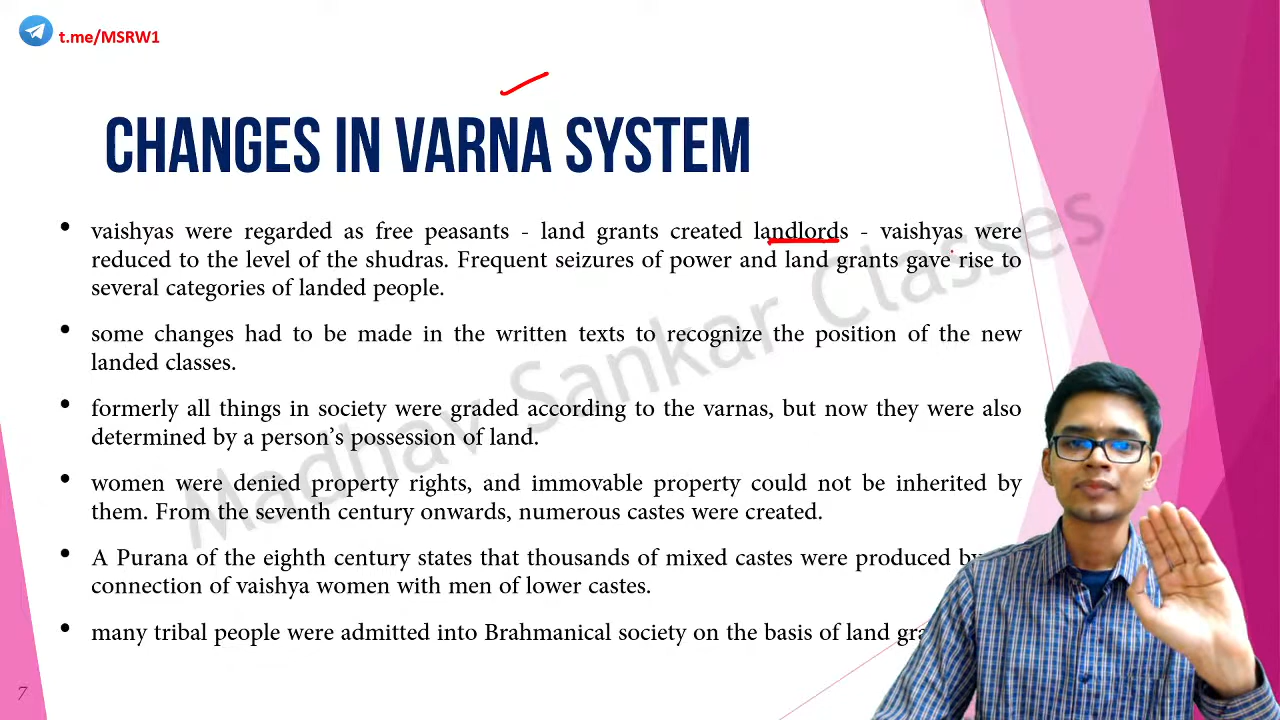 t.me/MSRW1
CHANGES IN VARNA SYSTEM
• vaishyas were regarded as free peasants - land grants created landlords - vaishyas were
reduced to the level of the shudras. Frequent seizures of power and land grants gave rise to
several categories of landed people.
• some changes had to be made in the written texts to recognize the position of the new
landed classes.
• formerly all things in society were graded according to the varnas, but now they were also
determined by a person’s possession of land.
• women were denied property rights, and immovable property could not be inherited by
them. From the seventh century onwards, numerous castes were created.
• A Purana of the eighth century states that thousands of mixed castes were produced by
connection of vaishya women with men of lower castes.
• many tribal people were admitted into Brahmanical society on the basis of land
7
Madhav Sankar Classes